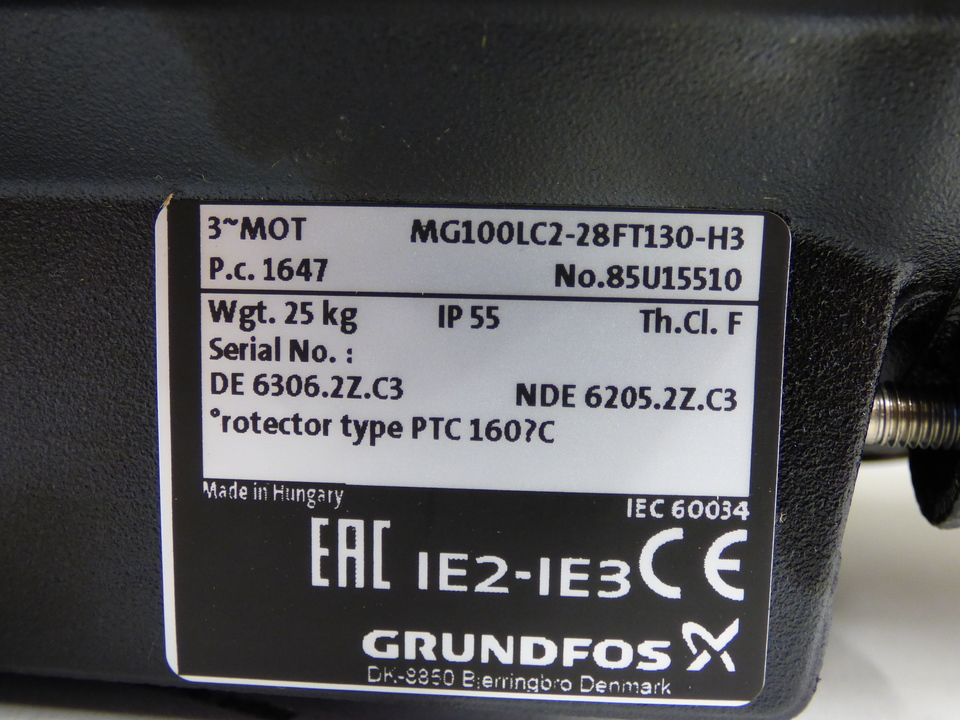 3~MOT MG100LC2-28FT130-H3
P.c. 1647 No.85U15510
Wgt. 25 kg IP 55 Th.Cl. F
Serial No. :
DE 6306.2Z.C3 NDE 6205.2Z.C3
°rotector type PTC 160?C
Made in Hungary IEC 60034
EAC IE2-IE3 CE
GRUNDFOS
DK-8850 Bjerringbro Denmark